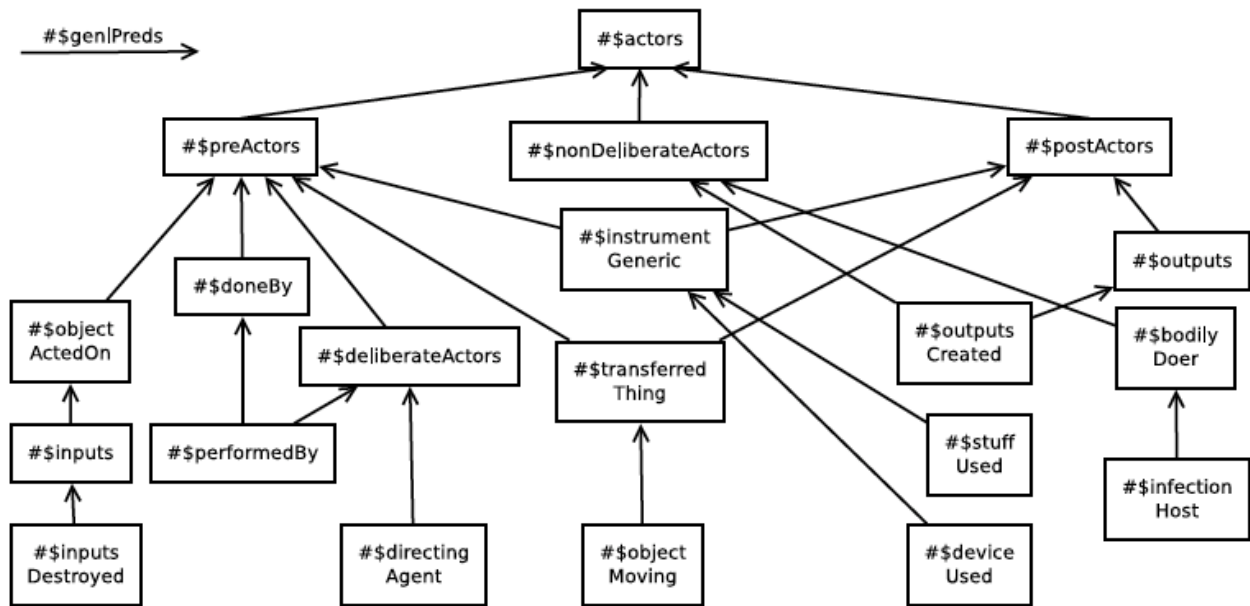 #$genlPreds
#$actors
#$preActors
#$nonDeliberateActors
#$postActors
#$instrument
Generic
#$outputs
#$doneBy
#$object
ActedOn
#$deliberateActors
#$transferred
Thing
#$outputs
Created
#$bodily
Doer
#$inputs
#$performedBy
#$stuff
Used
#$infection
Host
#$inputs
Destroyed
#$directing
Agent
#$object
Moving
#$device
Used